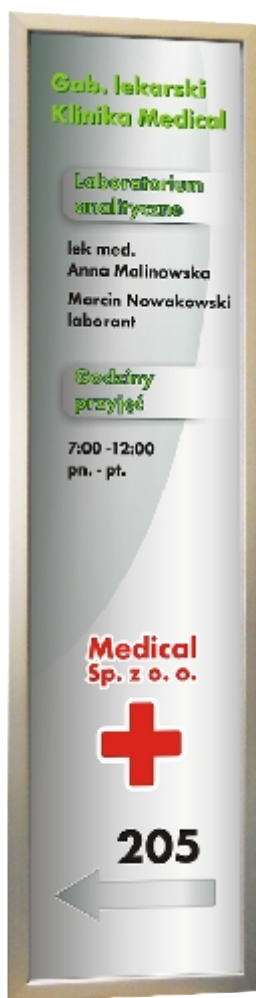 Gab. lekarski
Klinika Medical
Laboratorium
analityczne
lek med.
Anna Malinowska
Marcin Nowakowski
laborant
Godziny
przyjęć
7:00 -12:00
pn. - pt.
Medical
Sp. z o. o.
205